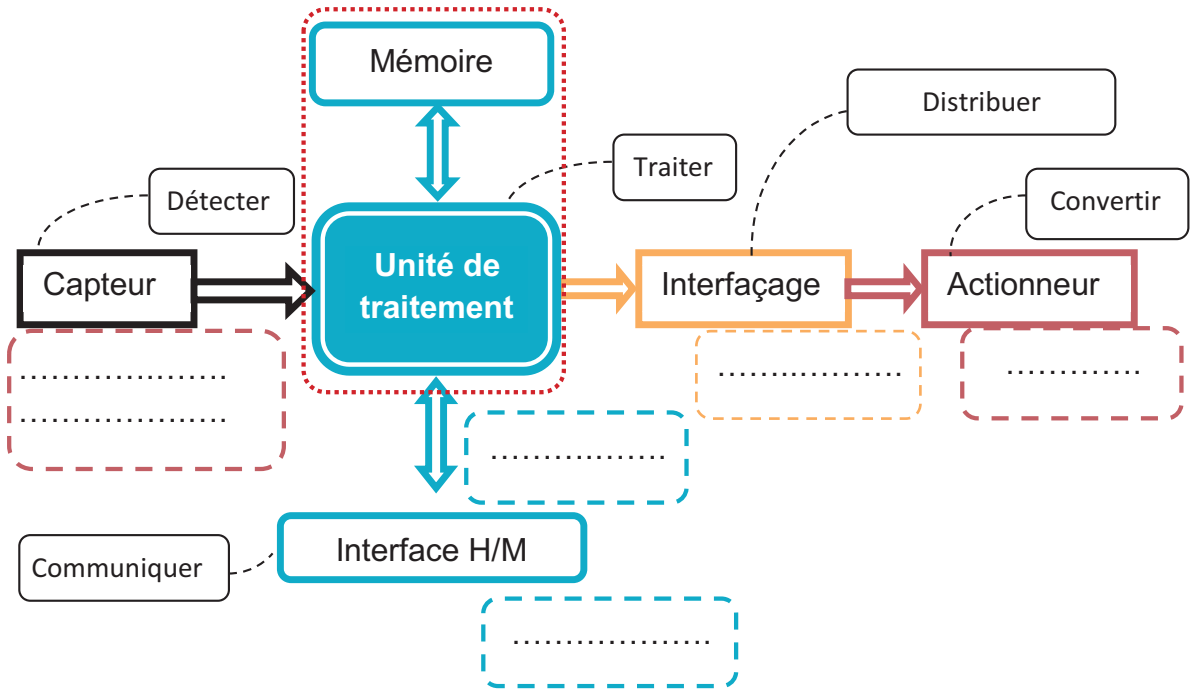 Mémoire
Distribuer
Traiter
Détecter
Convertir
Capteur
Unité de
traitement
Interfaçage
Actionneur
...................
...................
.................
..................
.............
Interface H/M
Communiquer
...................